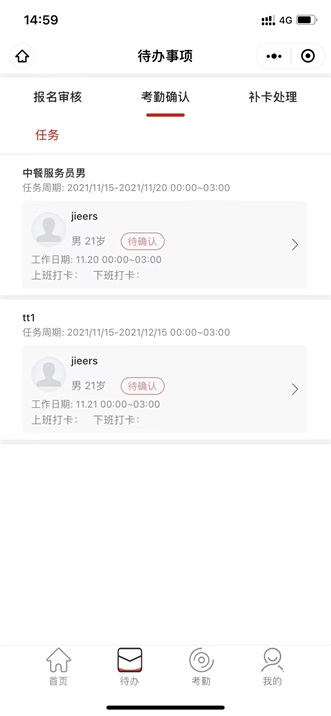 14:59
4G
待办事项
报名审核 考勤确认 补卡处理
任务
中餐服务员男
任务周期: 2021/11/15-2021/11/20 00:00~03:00
jieers
男 21岁 待确认
工作日期: 11.20 00:00~03:00
上班打卡: 下班打卡:
tt1
任务周期: 2021/11/15-2021/12/15 00:00~03:00
jieers
男 21岁 待确认
工作日期: 11.21 00:00~03:00
上班打卡: 下班打卡:
首页 待办 考勤 我的